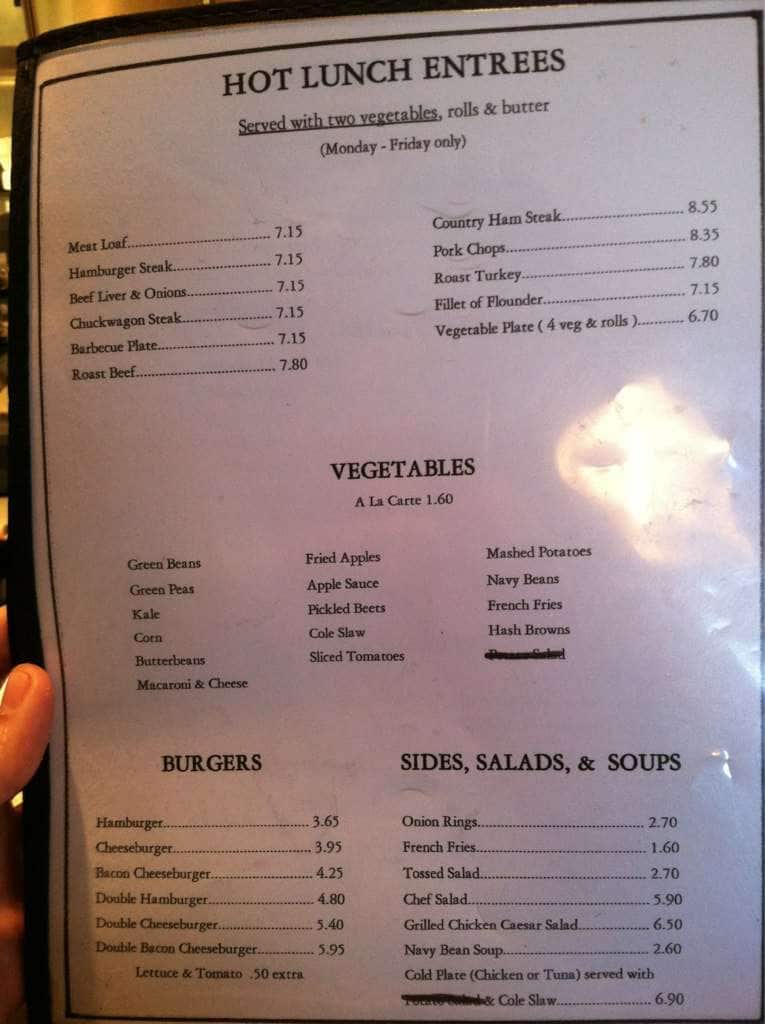 HOT LUNCH ENTREES
Served with two vegetables, rolls & butter
(Monday - Friday only)
Meat Loaf........................................ 7.15
Hamburger Steak........................... 7.15
Beef Liver & Onions....................... 7.15
Chuckwagon Steak........................ 7.15
Barbecue Plate................................ 7.15
Roast Beef....................................... 7.80
Country Ham Steak............................... 8.55
Pork Chops.............................................. 8.35
Roast Turkey........................................... 7.80
Fillet of Flounder..................................... 7.15
Vegetable Plate ( 4 veg & rolls )........... 6.70
VEGETABLES
A La Carte 1.60
Green Beans
Green Peas
Kale
Corn
Butterbeans
Macaroni & Cheese
Fried Apples
Apple Sauce
Pickled Beets
Cole Slaw
Sliced Tomatoes
Mashed Potatoes
Navy Beans
French Fries
Hash Browns
BURGERS
Hamburger...................................... 3.65
Cheeseburger.................................... 3.95
Bacon Cheeseburger.......................... 4.25
Double Hamburger........................... 4.80
Double Cheeseburger........................ 5.40
Double Bacon Cheeseburger.............. 5.95
Lettuce & Tomato .50 extra
SIDES, SALADS, & SOUPS
Onion Rings........................................... 2.70
French Fries............................................ 1.60
Tossed Salad........................................... 2.70
Chef Salad.............................................. 5.90
Grilled Chicken Caesar Salad.................. 6.50
Navy Bean Soup...................................... 2.60
Cold Plate (Chicken or Tuna) served with
& Cole Slaw........................ 6.90